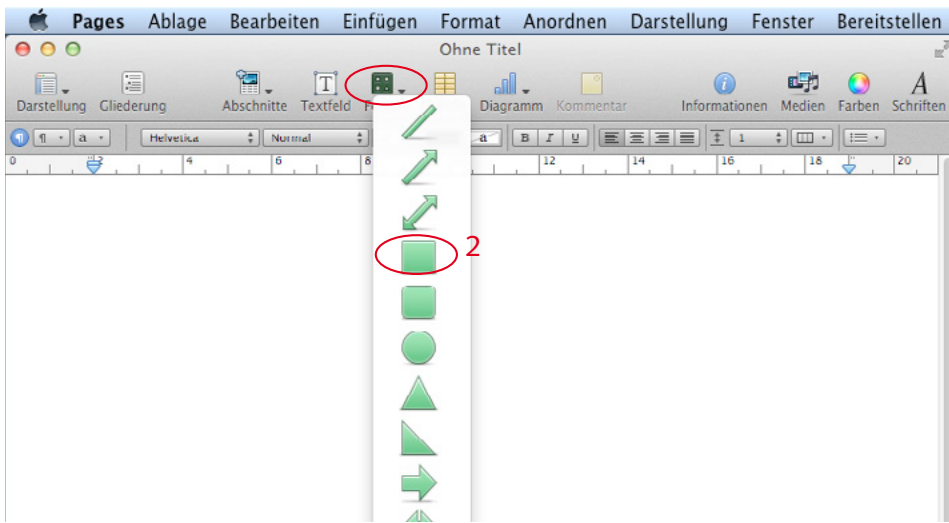 Pages Ablage Bearbeiten Einfügen Format Anordnen Darstellung Fenster Bereitstellen
Ohne Titel
Darstellung Gliederung Abschnitte Textfeld Diagramm Kommentar Informationen Medien Farben Schriften
¶ a Helvetica Normal a B I U 1
0 2 4 6 8 12 14 16 18 20
2